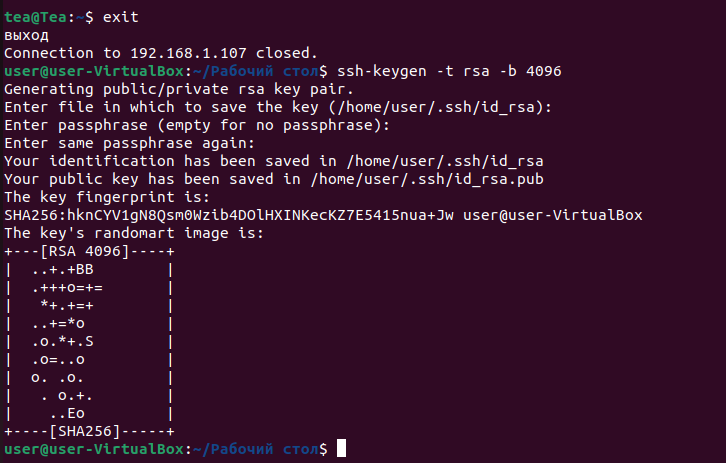 tea@Tea:~$ exit
выход
Connection to 192.168.1.107 closed.
user@user-VirtualBox:~/Рабочий стол$ ssh-keygen -t rsa -b 4096
Generating public/private rsa key pair.
Enter file in which to save the key (/home/user/.ssh/id_rsa):
Enter passphrase (empty for no passphrase):
Enter same passphrase again:
Your identification has been saved in /home/user/.ssh/id_rsa
Your public key has been saved in /home/user/.ssh/id_rsa.pub
The key fingerprint is:
SHA256:hknCYV1gN8Qsm0Wzib4DOlHXINKecKZ7E5415nua+Jw user@user-VirtualBox
The key's randomart image is:
+---[RSA 4096]----+
|  ..+.+BB        |
|  .+++o=+=       |
|   *+.+=+        |
|  ..+=*o         |
|  .o.*+.S        |
|  .o=..o         |
|  o. .o.         |
|   . o.+.        |
|    ..Eo         |
+----[SHA256]-----+
user@user-VirtualBox:~/Рабочий стол$